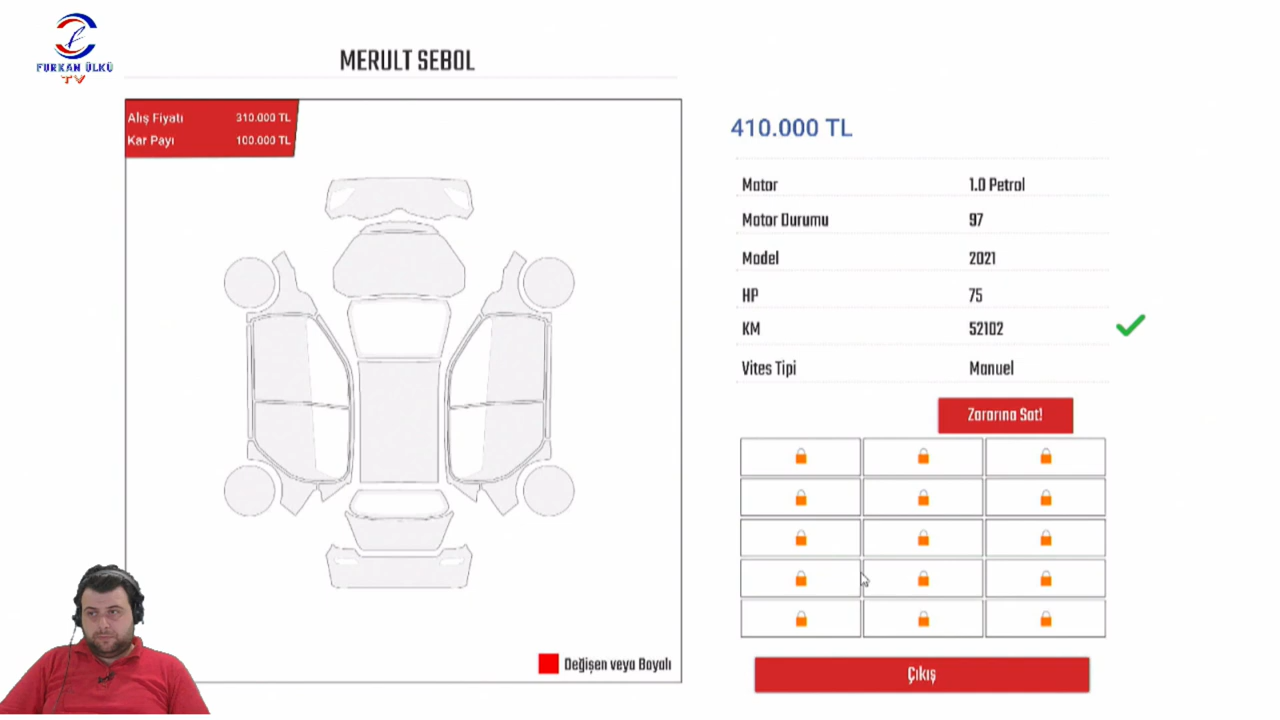 FURKAN ÜLKÜ
TV
MERULT SEBOL
Alış Fiyatı 310.000 TL
Kar Payı 100.000 TL
410.000 TL
Motor 1.0 Petrol
Motor Durumu 97
Model 2021
HP 75
KM 52102
Vites Tipi Manuel
Zararına Sat!
Değişen veya Boyalı
Çıkış